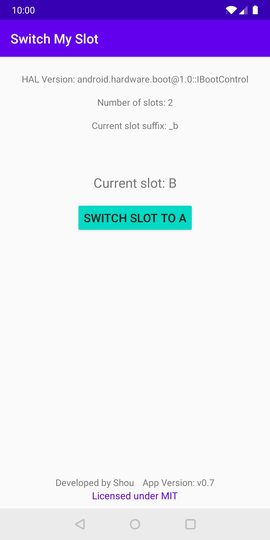 10:00
Switch My Slot
HAL Version: android.hardware.boot@1.0::IBootControl
Number of slots: 2
Current slot suffix: _b
Current slot: B
SWITCH SLOT TO A
Developed by Shou App Version: v0.7
Licensed under MIT